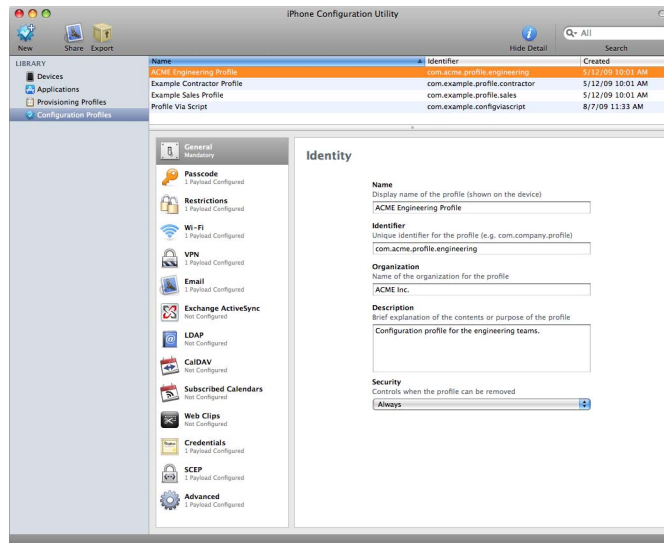 iPhone Configuration Utility
New
Share
Export
Hide Detail
All
Search
LIBRARY
Devices
Applications
Provisioning Profiles
Configuration Profiles
Name Identifier Created
ACME Engineering Profile com.acme.profile.engineering 5/12/09 10:01 AM
Example Contractor Profile com.example.profile.contractor 5/12/09 10:01 AM
Example Sales Profile com.example.profile.sales 5/12/09 10:01 AM
Profile Via Script com.example.configviascript 8/7/09 11:33 AM
General
Mandatory
Passcode
1 Payload Configured
Restrictions
1 Payload Configured
Wi-Fi
1 Payload Configured
VPN
1 Payload Configured
Email
1 Payload Configured
Exchange ActiveSync
Not Configured
LDAP
Not Configured
CalDAV
Not Configured
Subscribed Calendars
Not Configured
Web Clips
Not Configured
Credentials
1 Payload Configured
SCEP
1 Payload Configured
Advanced
1 Payload Configured
Identity
Name
Display name of the profile (shown on the device)
ACME Engineering Profile
Identifier
Unique identifier for the profile (e.g. com.company.profile)
com.acme.profile.engineering
Organization
Name of the organization for the profile
ACME Inc.
Description
Brief explanation of the contents or purpose of the profile
Configuration profile for the engineering teams.
Security
Controls when the profile can be removed
Always